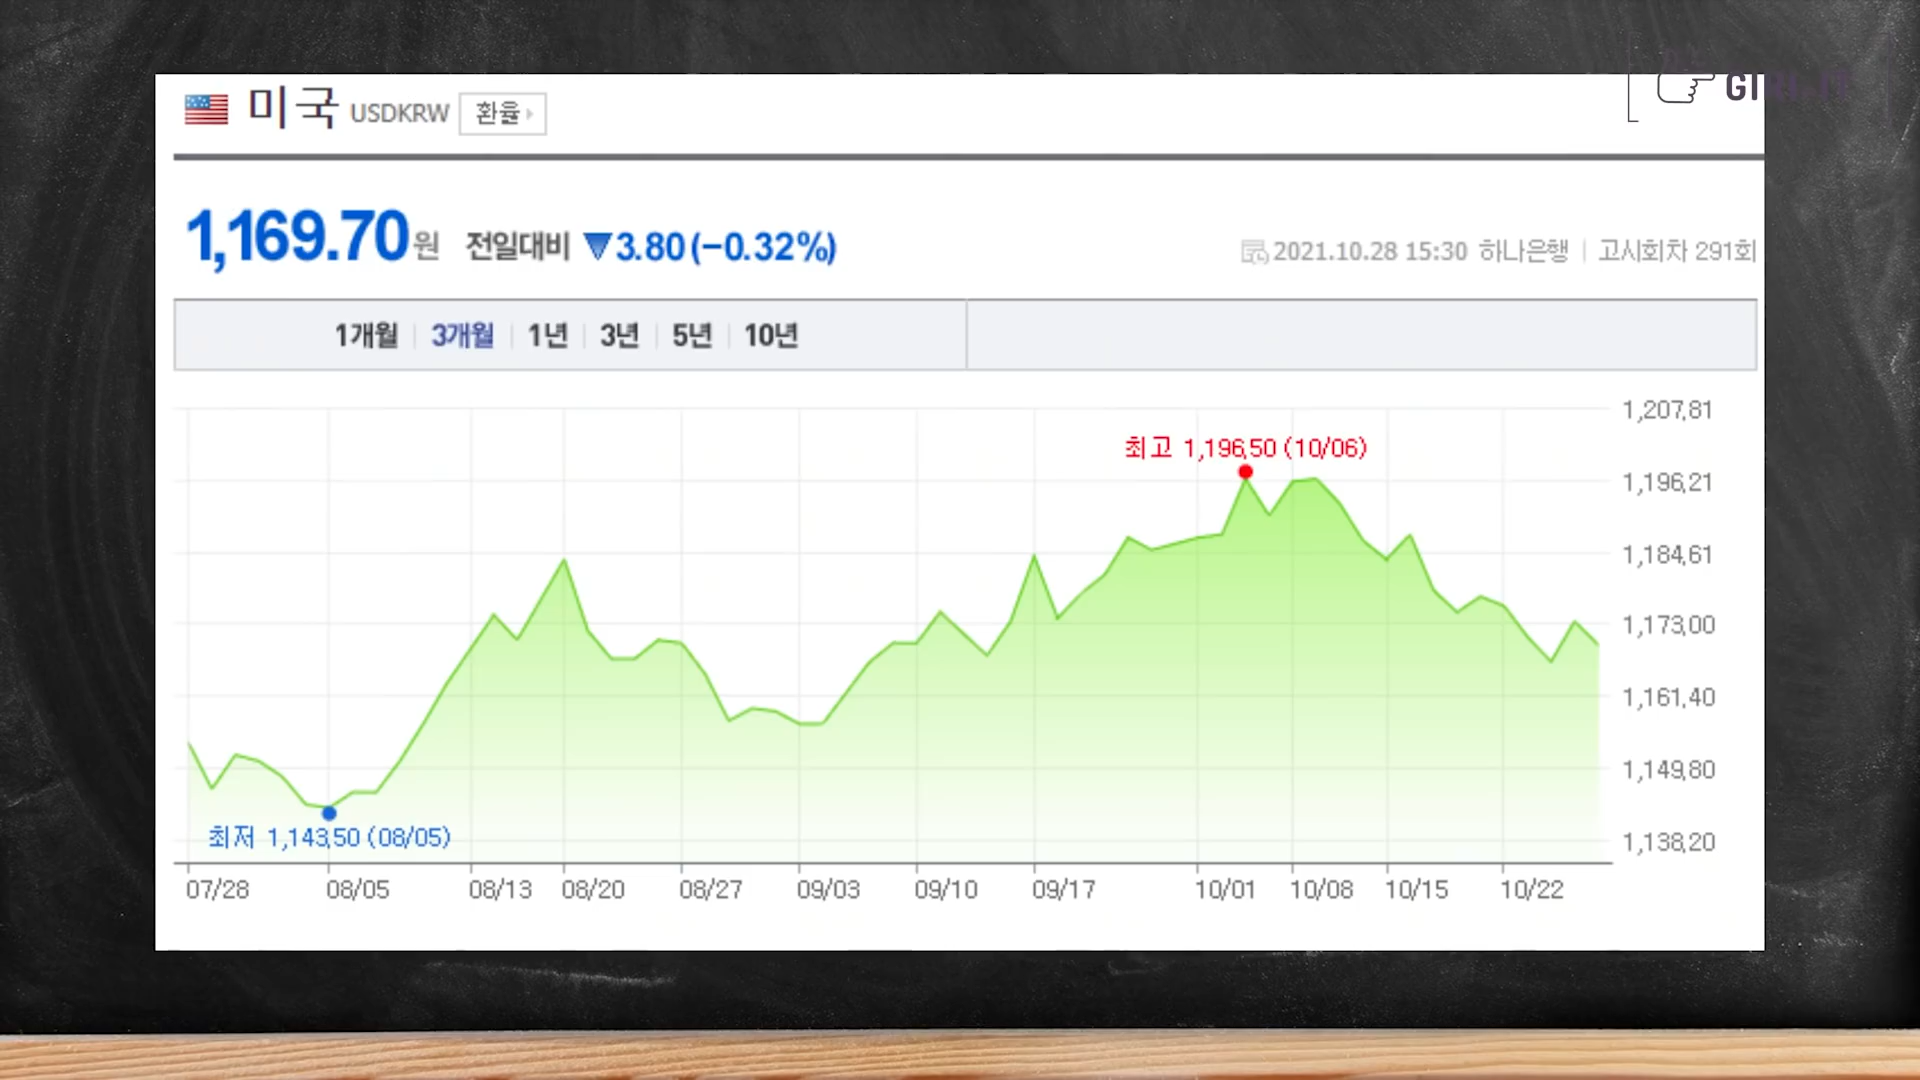 미국 USDKRW 환율
1,169.70원 전일대비 ▼3.80(-0.32%)
2021.10.28 15:30 하나은행 | 고시회차 291회
1개월 | 3개월 | 1년 | 3년 | 5년 | 10년
1,207.81
최고 1,196.50 (10/06)
1,196.21
1,184.61
1,173.00
1,161.40
1,149.80
최저 1,143.50 (08/05)
1,138.20
07/28 08/05 08/13 08/20 08/27 09/03 09/10 09/17 10/01 10/08 10/15 10/22